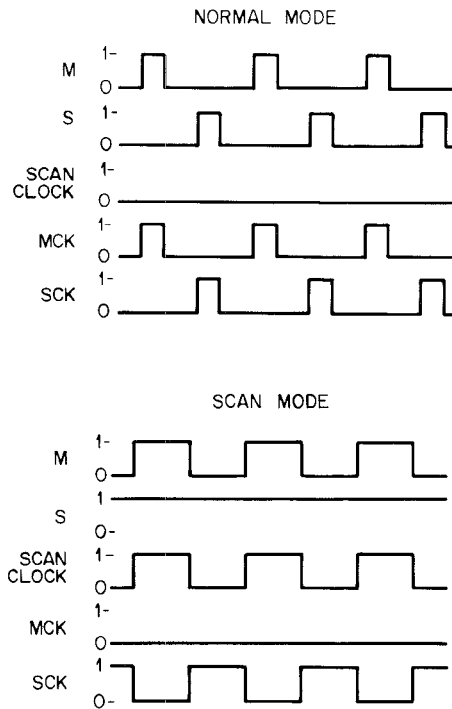 NORMAL MODE
M 1-
0
S 1-
0
SCAN CLOCK 1-
0
MCK 1-
0
SCK 1-
0
SCAN MODE
M 1-
0
S 1
0-
SCAN CLOCK 1-
0
MCK 1-
0
SCK 1
0-